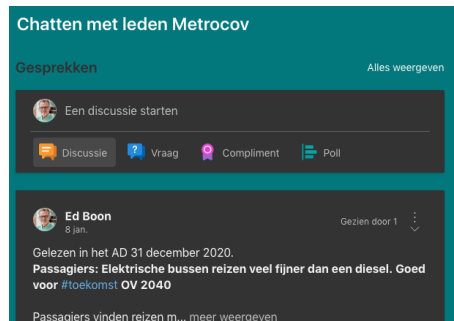 Chatten met leden Metrocov
Gesprekken
Alles weergeven
Een discussie starten
Discussie
Vraag
Compliment
Poll
Ed Boon
8 jan.
Gezien door 1
Gelezen in het AD 31 december 2020.
Passagiers: Elektrische bussen reizen veel fijner dan een diesel. Goed
voor #toekomst OV 2040
Passagiers vinden reizen m... meer weergeven